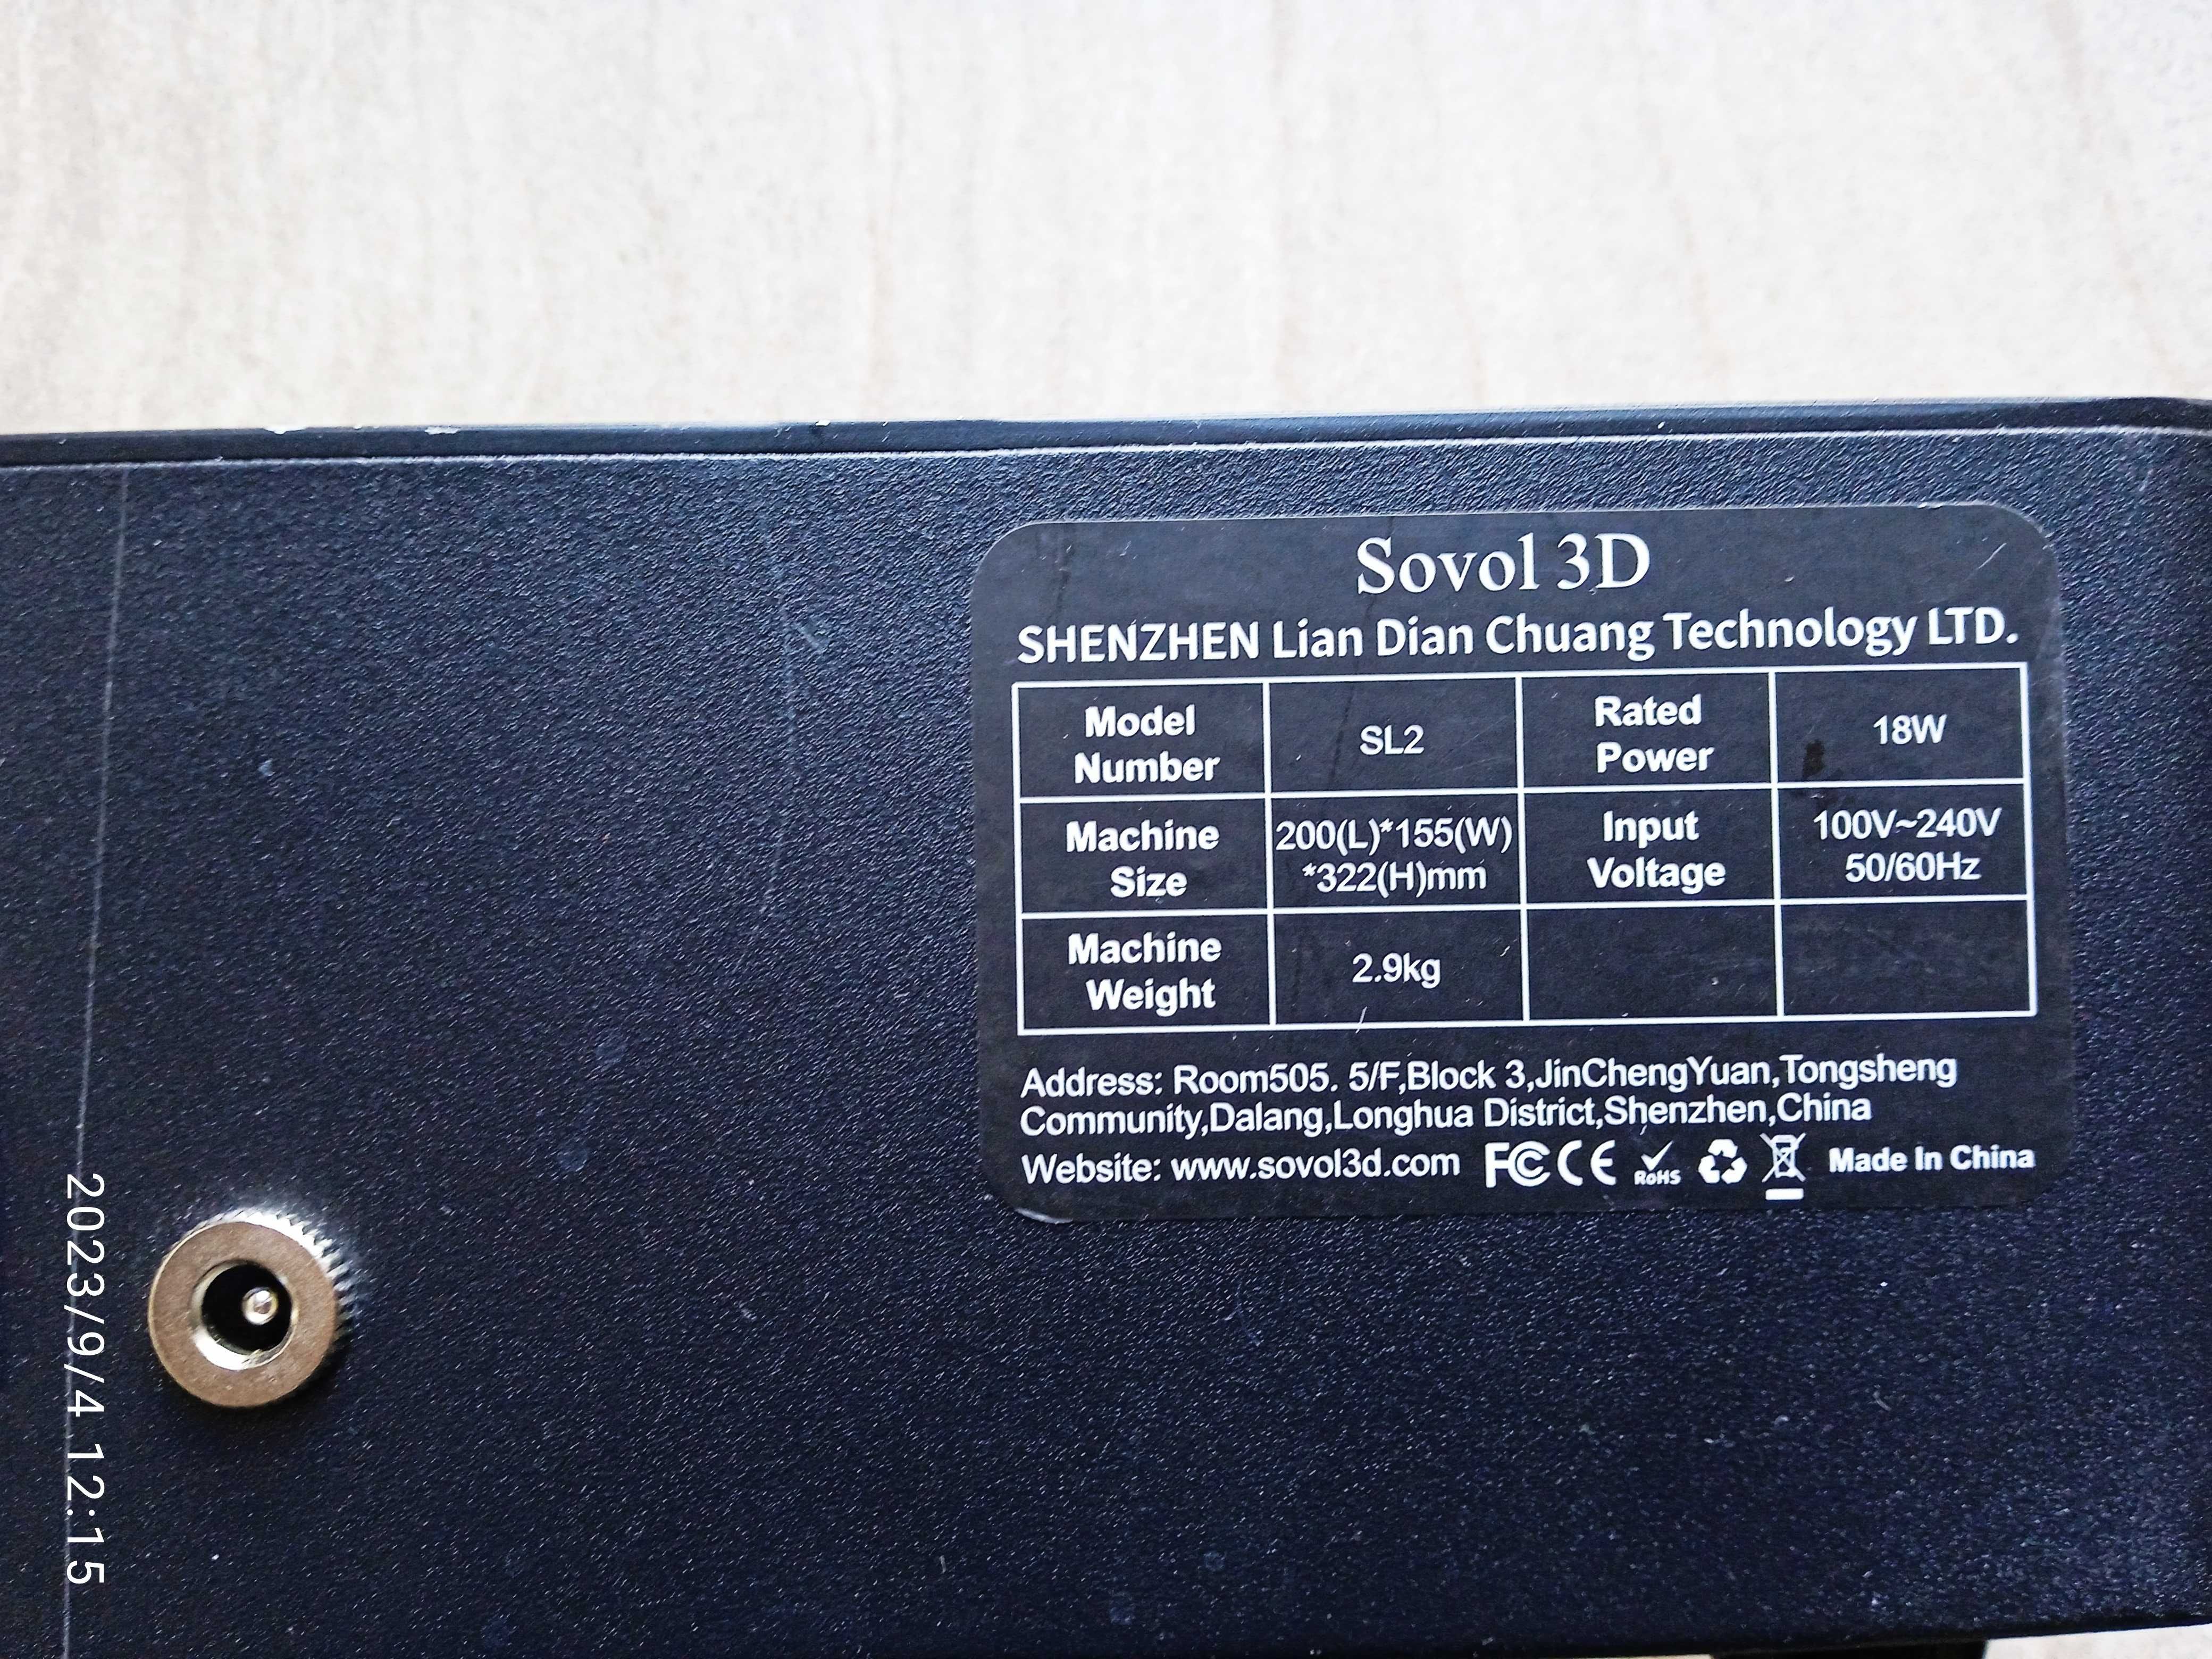 Sovol 3D
SHENZHEN Lian Dian Chuang Technology LTD.
Model Number
SL2
Rated Power
18W
Machine Size
200(L)*155(W)
*322(H)mm
Input Voltage
100V~240V
50/60Hz
Machine Weight
2.9kg
Address: Room505. 5/F,Block 3,JinChengYuan,Tongsheng
Community,Dalang,Longhua District,Shenzhen,China
Website: www.sovol3d.com FC CE RoHS Made In China
2023/9/4 12:15